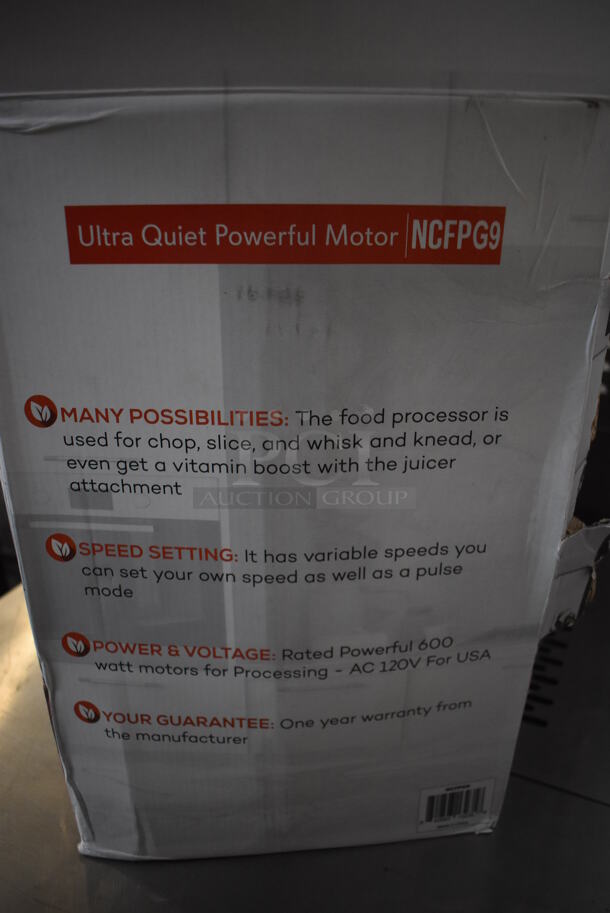 Ultra Quiet Powerful Motor NCFPG9
MANY POSSIBILITIES: The food processor is
used for chop, slice, and whisk and knead, or
even get a vitamin boost with the juicer
attachment
PCI
AUCTION GROUP
SPEED SETTING: It has variable speeds you
can set your own speed as well as a pulse
mode
POWER & VOLTAGE: Rated Powerful 600
watt motors for Processing - AC 120V For USA
YOUR GUARANTEE: One year warranty from
the manufacturer
NCFPG9